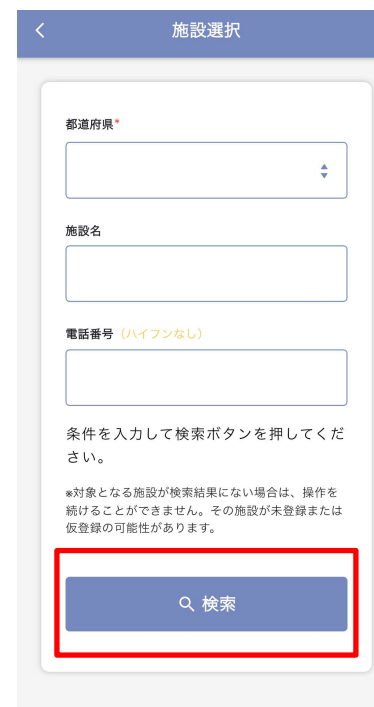 施設選択
都道府県*
施設名
電話番号（ハイフンなし）
条件を入力して検索ボタンを押してくだ
さい。
※対象となる施設が検索結果にない場合は、操作を
続けることができません。その施設が未登録または
仮登録の可能性があります。
検索